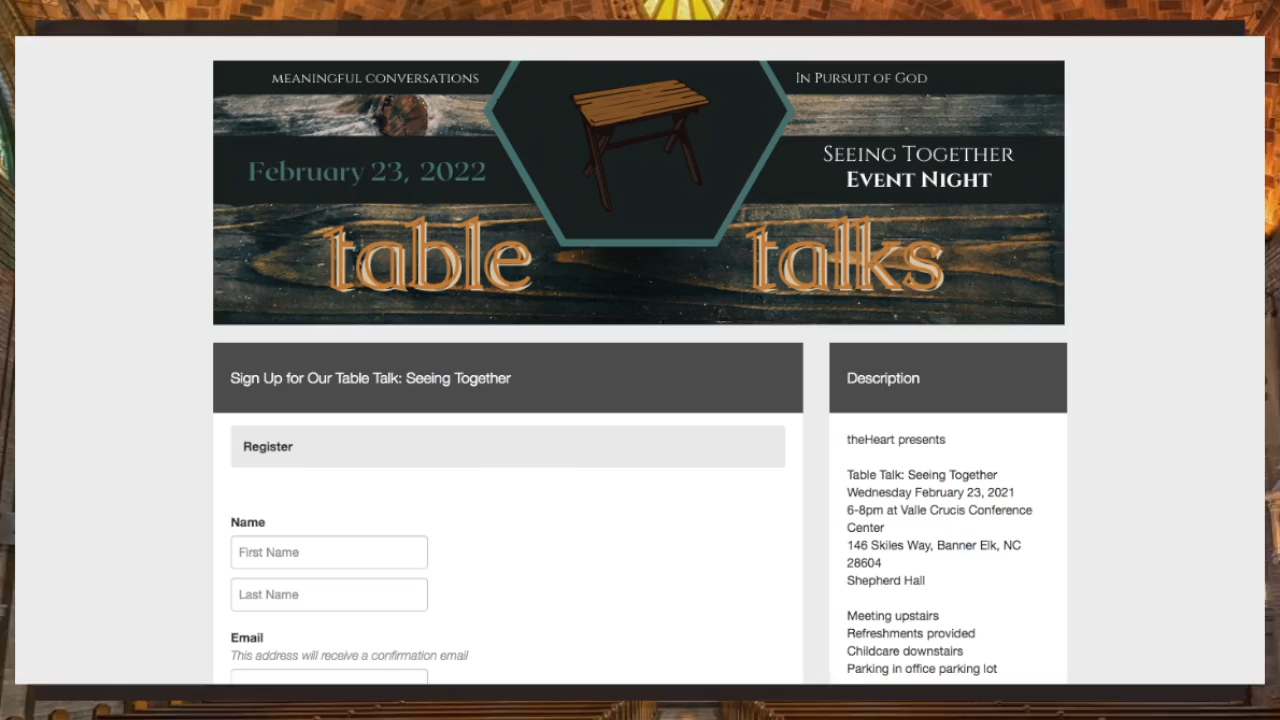 MEANINGFUL CONVERSATIONS
IN PURSUIT OF GOD
February 23, 2022
SEEING TOGETHER
EVENT NIGHT
table talks
Sign Up for Our Table Talk: Seeing Together
Register
Name
First Name
Last Name
Email
This address will receive a confirmation email
Description
theHeart presents
Table Talk: Seeing Together
Wednesday February 23, 2021
6-8pm at Valle Crucis Conference
Center
146 Skiles Way, Banner Elk, NC
28604
Shepherd Hall
Meeting upstairs
Refreshments provided
Childcare downstairs
Parking in office parking lot